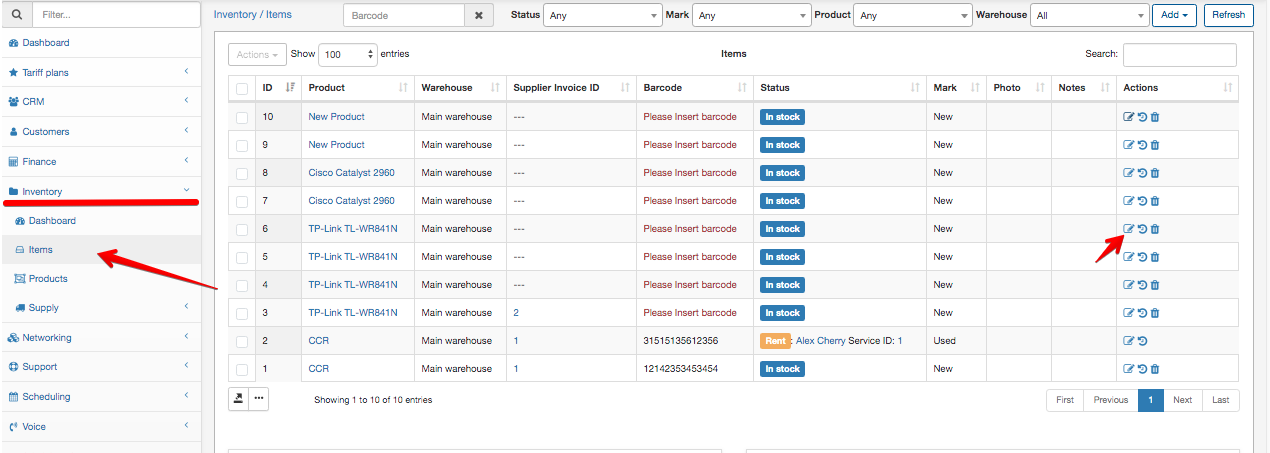 Filter...
Inventory / Items
Barcode
Status Any
Mark Any
Product Any
Warehouse All
Add
Refresh
Dashboard
Tariff plans
CRM
Customers
Finance
Inventory
Dashboard
Items
Products
Supply
Networking
Support
Scheduling
Voice
Actions Show 100 entries
Items
Search:
ID Product Warehouse Supplier Invoice ID Barcode Status Mark Photo Notes Actions
10 New Product Main warehouse --- Please Insert barcode In stock New
9 New Product Main warehouse --- Please Insert barcode In stock New
8 Cisco Catalyst 2960 Main warehouse --- Please Insert barcode In stock New
7 Cisco Catalyst 2960 Main warehouse --- Please Insert barcode In stock New
6 TP-Link TL-WR841N Main warehouse --- Please Insert barcode In stock New
5 TP-Link TL-WR841N Main warehouse --- Please Insert barcode In stock New
4 TP-Link TL-WR841N Main warehouse --- Please Insert barcode In stock New
3 TP-Link TL-WR841N Main warehouse 2 Please Insert barcode In stock New
2 CCR Main warehouse 1 31515135612356 Rent : Alex Cherry Service ID: 1 Used
1 CCR Main warehouse 1 12142353453454 In stock New
Showing 1 to 10 of 10 entries
First Previous 1 Next Last